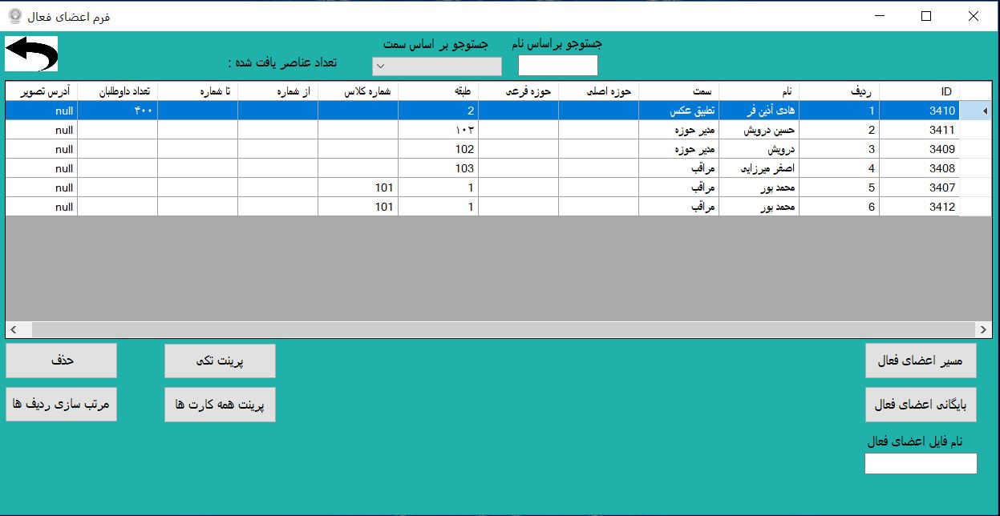 فرم اعضای فعال
جستوجو براساس نام
جستوجو بر اساس سمت
تعداد عناصر یافت شده :
ID ردیف نام سمت حوزه اصلی حوزه فرعی طبقه شماره کلاس از شماره تا شماره تعداد داوطلبان آدرس تصویر
3410 1 هادی آذین فر تطبیق عکس 2 ۴۰۰ null
3411 2 حسین درویش مدیر حوزه ۱۰۲ null
3409 3 درویش مدیر حوزه 102 null
3408 4 اصغر میرزایی مراقب 103 null
3407 5 محمد پور مراقب 1 101 null
3412 6 محمد پور مراقب 1 101 null
مسیر اعضای فعال
پرینت تکی
حذف
بایگانی اعضای فعال
پرینت همه کارت ها
مرتب سازی ردیف ها
نام فایل اعضای فعال